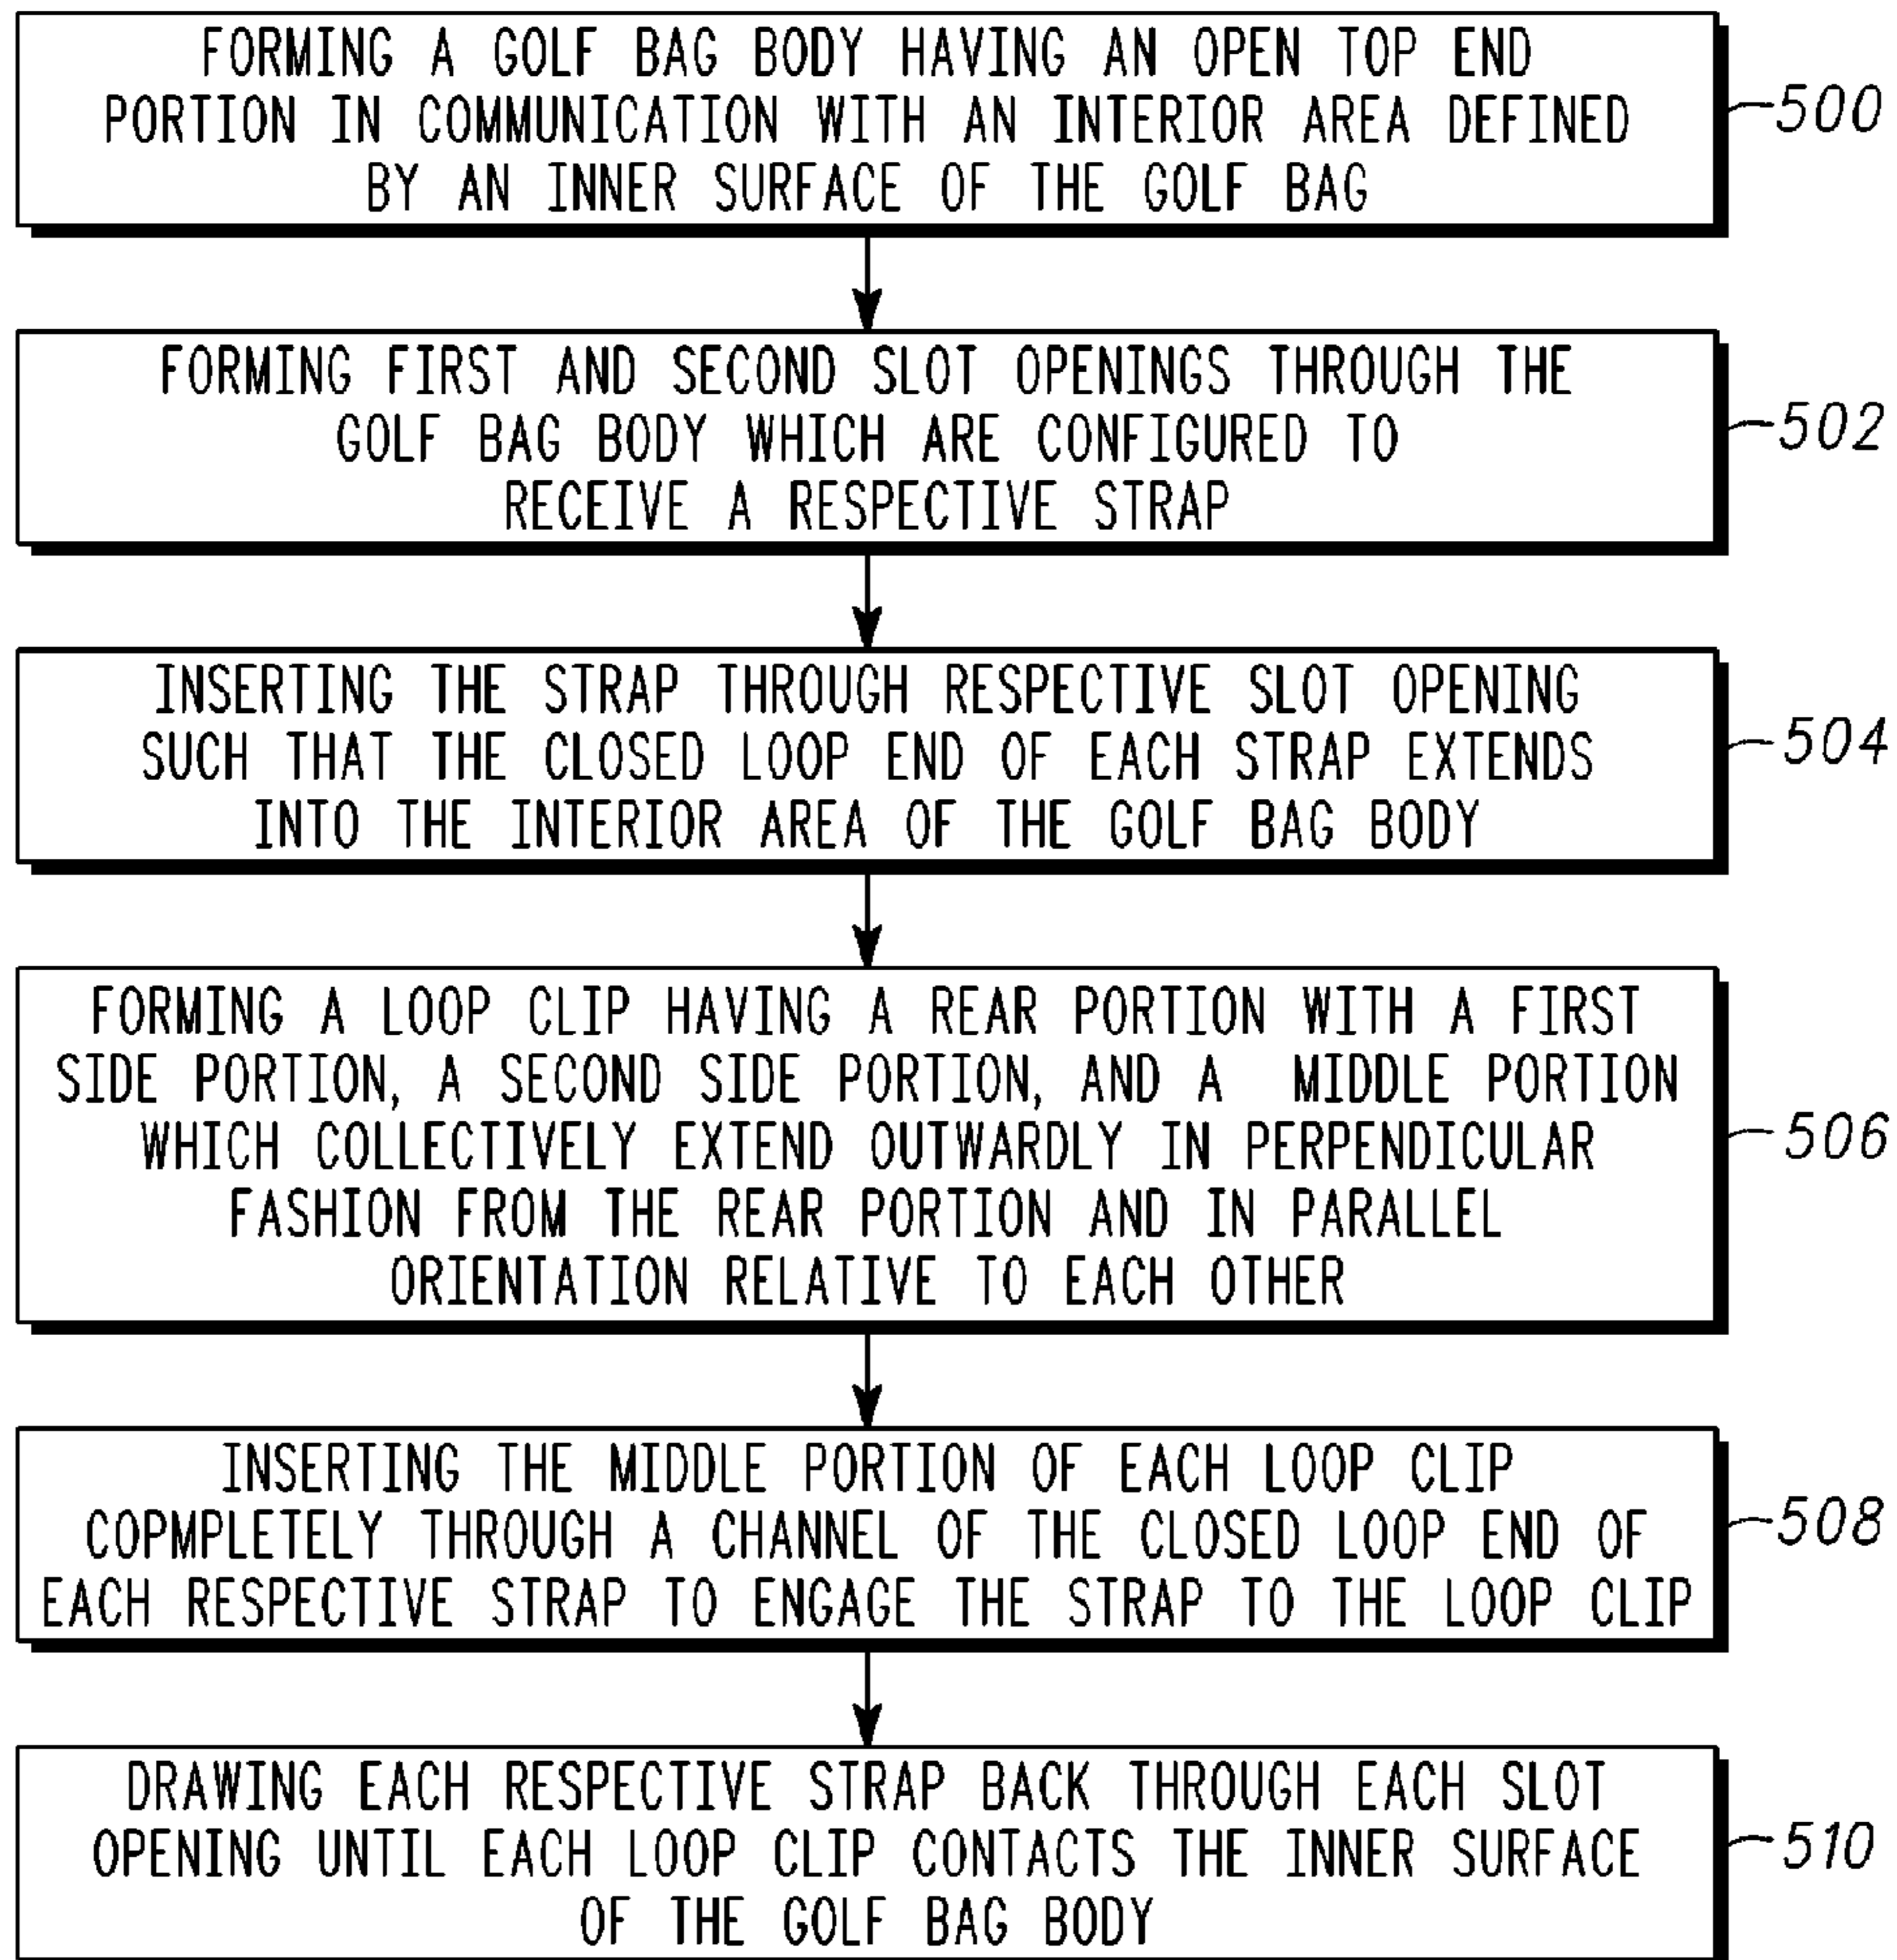 FORMING A GOLF BAG BODY HAVING AN OPEN TOP END
PORTION IN COMMUNICATION WITH AN INTERIOR AREA DEFINED
BY AN INNER SURFACE OF THE GOLF BAG
500
FORMING FIRST AND SECOND SLOT OPENINGS THROUGH THE
GOLF BAG BODY WHICH ARE CONFIGURED TO
RECEIVE A RESPECTIVE STRAP
502
INSERTING THE STRAP THROUGH RESPECTIVE SLOT OPENING
SUCH THAT THE CLOSED LOOP END OF EACH STRAP EXTENDS
INTO THE INTERIOR AREA OF THE GOLF BAG BODY
504
FORMING A LOOP CLIP HAVING A REAR PORTION WITH A FIRST
SIDE PORTION, A SECOND SIDE PORTION, AND A MIDDLE PORTION
WHICH COLLECTIVELY EXTEND OUTWARDLY IN PERPENDICULAR
FASHION FROM THE REAR PORTION AND IN PARALLEL
ORIENTATION RELATIVE TO EACH OTHER
506
INSERTING THE MIDDLE PORTION OF EACH LOOP CLIP
COPMPLETELY THROUGH A CHANNEL OF THE CLOSED LOOP END OF
EACH RESPECTIVE STRAP TO ENGAGE THE STRAP TO THE LOOP CLIP
508
DRAWING EACH RESPECTIVE STRAP BACK THROUGH EACH SLOT
OPENING UNTIL EACH LOOP CLIP CONTACTS THE INNER SURFACE
OF THE GOLF BAG BODY
510